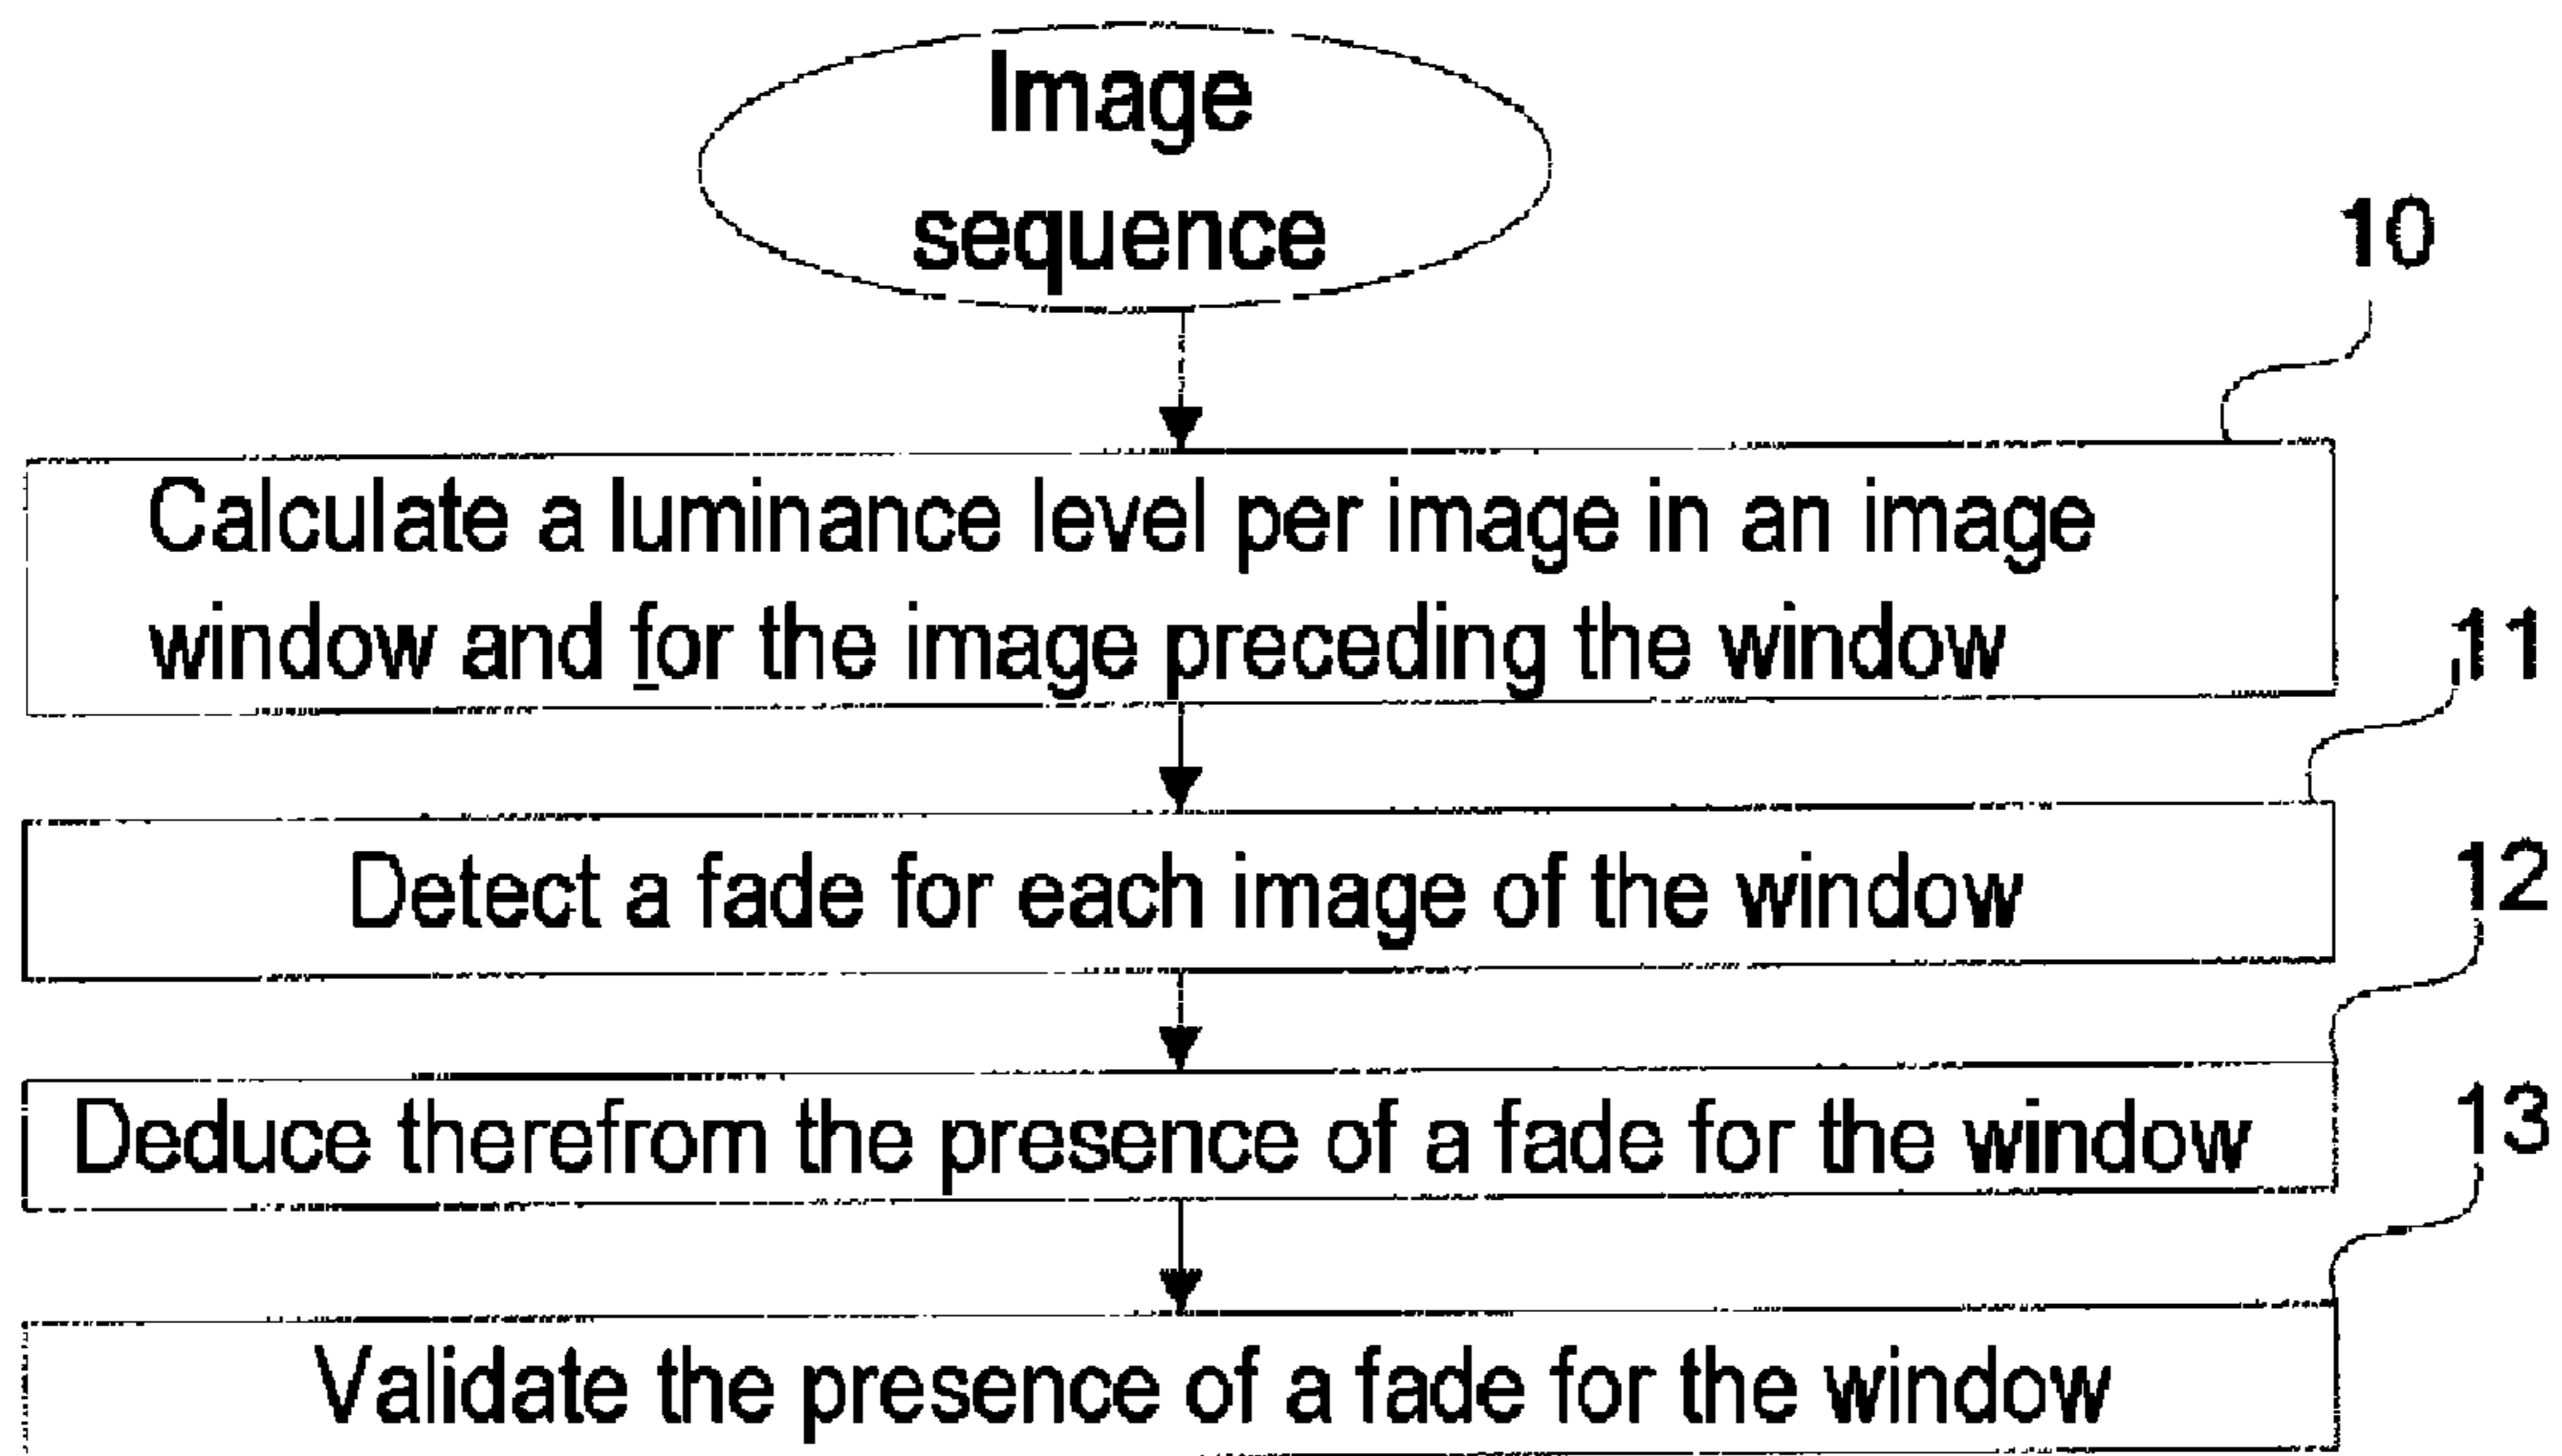 Image
sequence
10
Calculate a luminance level per image in an image
window and for the image preceding the window
11
Detect a fade for each image of the window
12
Deduce therefrom the presence of a fade for the window
13
Validate the presence of a fade for the window